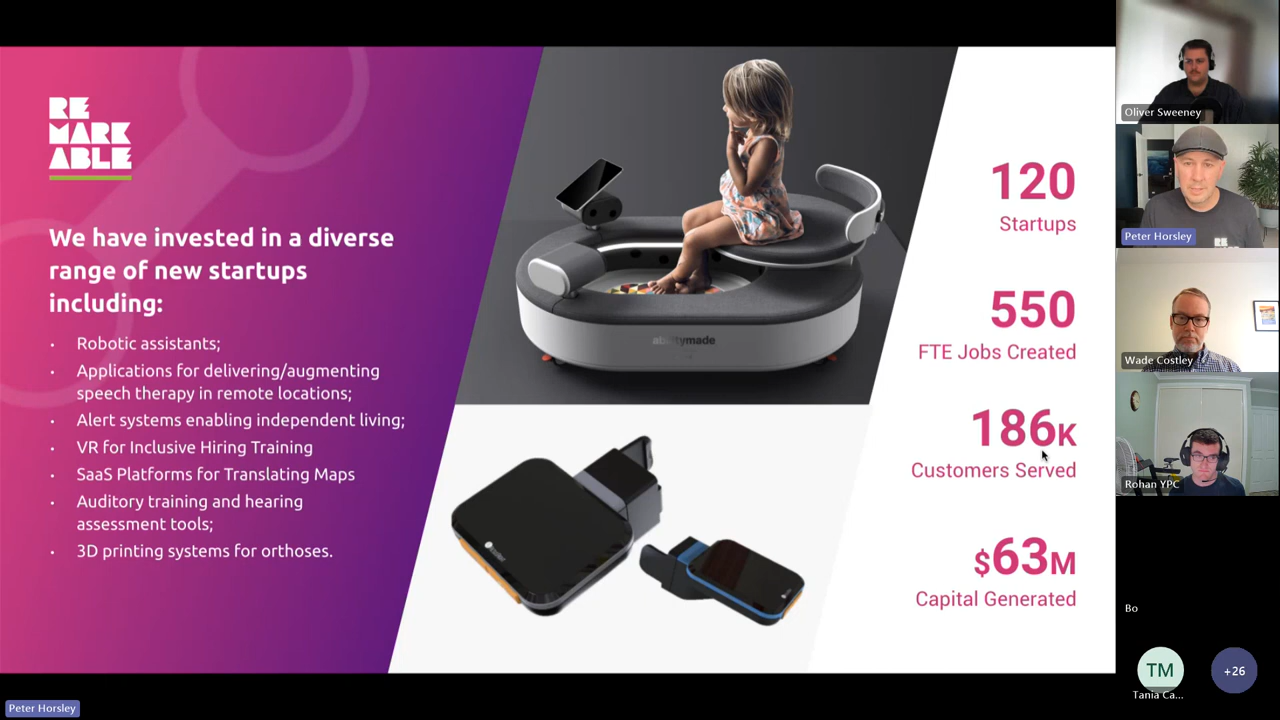 RE
MARK
ABLE
We have invested in a diverse
range of new startups
including:
• Robotic assistants;
• Applications for delivering/augmenting
speech therapy in remote locations;
• Alert systems enabling independent living;
• VR for Inclusive Hiring Training
• SaaS Platforms for Translating Maps
• Auditory training and hearing
assessment tools;
• 3D printing systems for orthoses.
abilitymade
120
Startups
550
FTE Jobs Created
186K
Customers Served
$63M
Capital Generated
Oliver Sweeney
Peter Horsley
Wade Costley
Rohan YPC
Bo
TM
Tania Ca...
+26
Peter Horsley